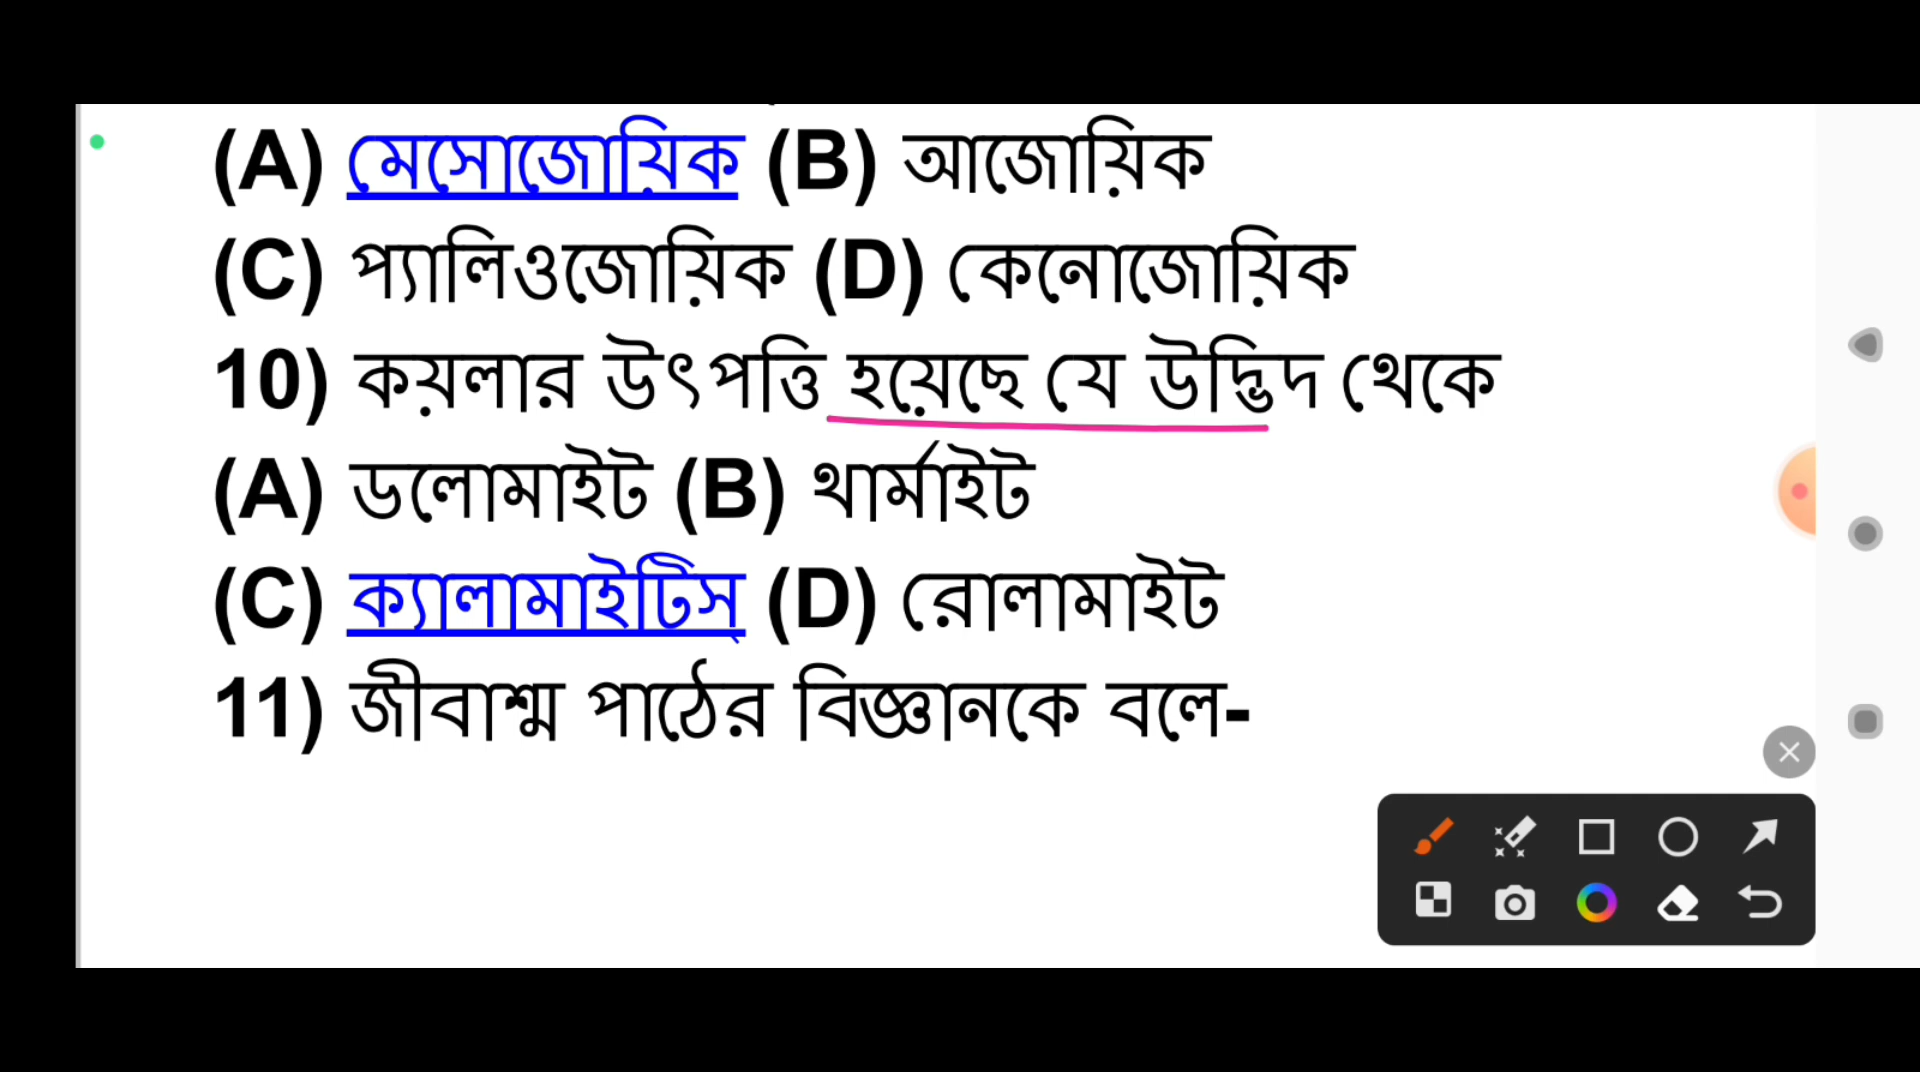 (A) মেসোজোয়িক (B) আজোয়িক
(C) প্যালিওজোয়িক (D) কেনোজোয়িক
10) কয়লার উৎপত্তি হয়েছে যে উদ্ভিদ থেকে
(A) ডলোমাইট (B) থার্মাইট
(C) ক্যালামাইটিস্ (D) রোলামাইট
11) জীবাশ্ম পাঠের বিজ্ঞানকে বলে-